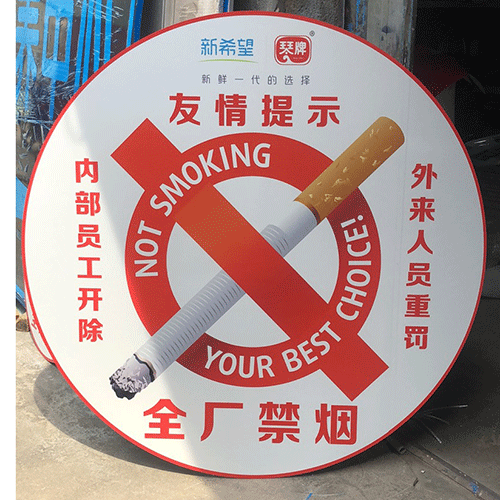 新希望 琴牌
新鲜一代的选择
友情提示
内部员工开除
NOT SMOKING
YOUR BEST CHOICE!
外来人员重罚
全厂禁烟